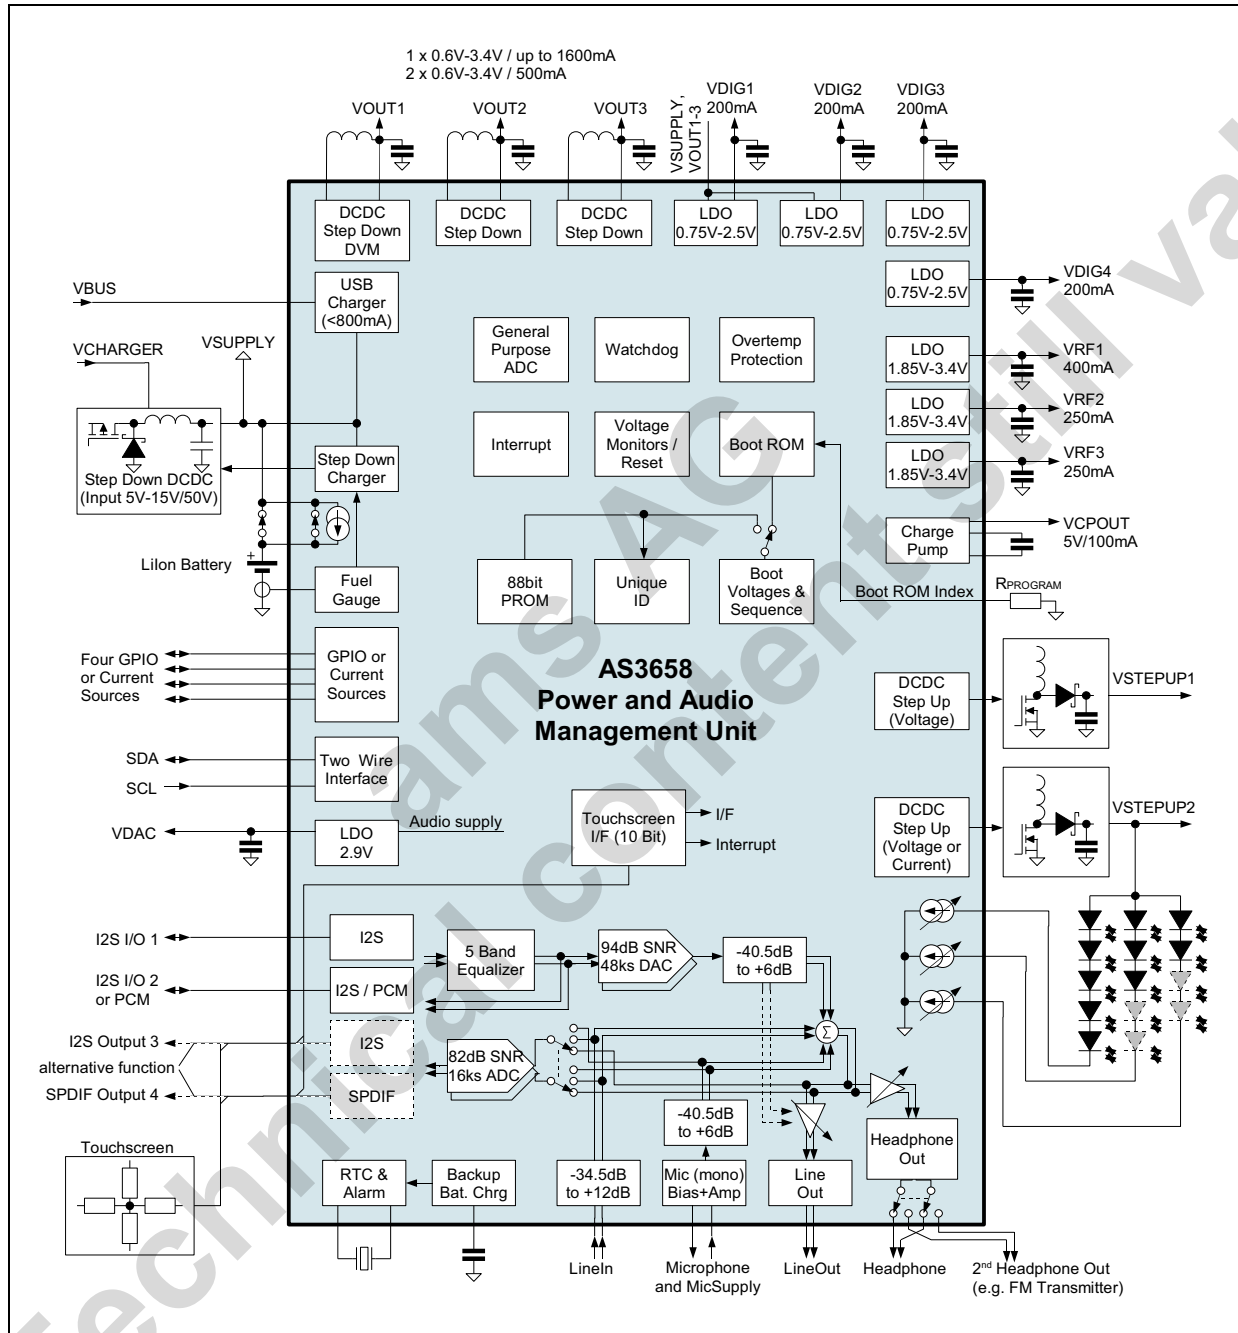 1 x 0.6V-3.4V / up to 1600mA
2 x 0.6V-3.4V / 500mA
VOUT1
VOUT2
VOUT3
VSUPPLY,
VOUT1-3
VDIG1
200mA
VDIG2
200mA
VDIG3
200mA
DCDC
Step Down
DVM
DCDC
Step Down
DCDC
Step Down
LDO
0.75V-2.5V
LDO
0.75V-2.5V
LDO
0.75V-2.5V
VBUS
USB
Charger
(<800mA)
LDO
0.75V-2.5V
VDIG4
200mA
VCHARGER
VSUPPLY
General
Purpose
ADC
Watchdog
Overtemp
Protection
LDO
1.85V-3.4V
VRF1
400mA
LDO
1.85V-3.4V
VRF2
250mA
Step Down DCDC
(Input 5V-15V/50V)
Step Down
Charger
Interrupt
Voltage
Monitors /
Reset
Boot ROM
LDO
1.85V-3.4V
VRF3
250mA
Charge
Pump
VCPOUT
5V/100mA
LiIon Battery
+
Fuel
Gauge
88bit
PROM
Unique
ID
Boot
Voltages &
Sequence
Boot ROM Index
RPROGRAM
Four GPIO
or Current
Sources
GPIO or
Current
Sources
AS3658
Power and Audio
Management Unit
DCDC
Step Up
(Voltage)
VSTEPUP1
SDA
SCL
Two Wire
Interface
VDAC
LDO
2.9V
Audio supply
Touchscreen
I/F (10 Bit)
I/F
Interrupt
DCDC
Step Up
(Voltage or
Current)
VSTEPUP2
I2S I/O 1
I2S
5 Band
Equalizer
94dB SNR
48ks DAC
-40.5dB
to +6dB
I2S I/O 2
or PCM
I2S / PCM
I2S Output 3
alternative function
SPDIF Output 4
I2S
SPDIF
82dB SNR
16ks ADC
Σ
-40.5dB
to +6dB
Headphone
Out
Touchscreen
RTC &
Alarm
Backup
Bat. Chrg
-34.5dB
to +12dB
Mic (mono)
Bias+Amp
Line
Out
LineIn
Microphone
and MicSupply
LineOut
Headphone
2nd Headphone Out
(e.g. FM Transmitter)
ams AG
Technical content still val